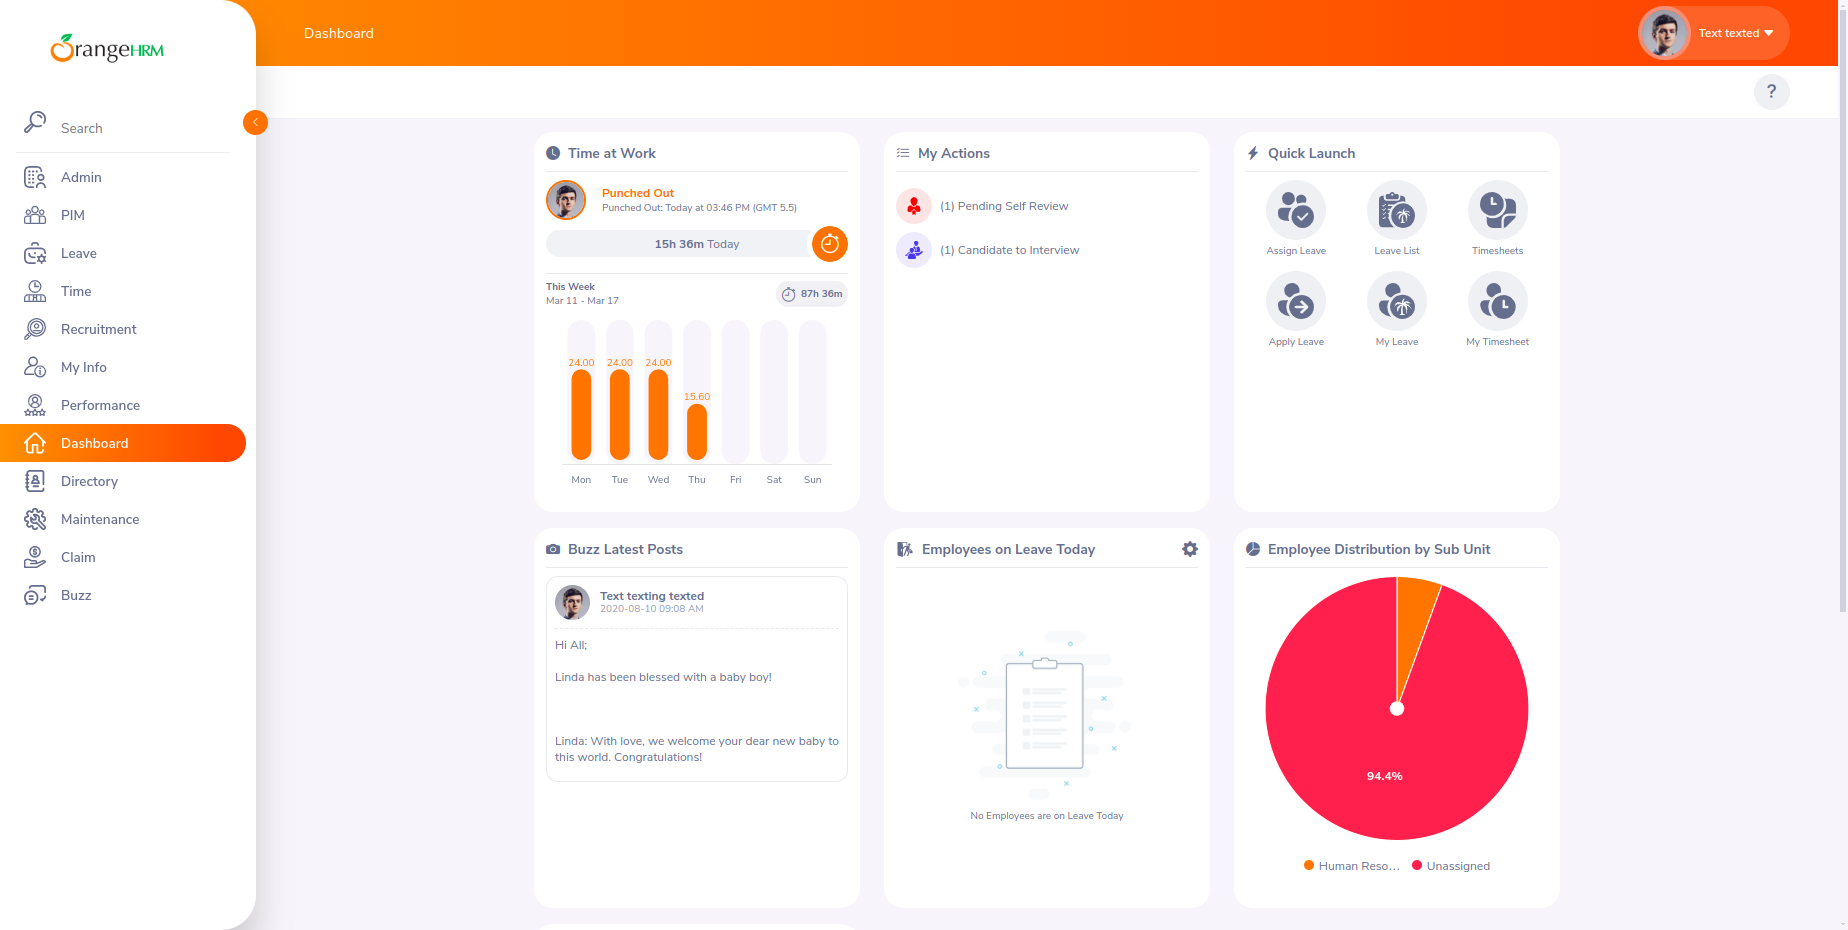 OrangeHRM
Dashboard
Text texted
?
Search
Admin
PIM
Leave
Time
Recruitment
My Info
Performance
Dashboard
Directory
Maintenance
Claim
Buzz
Time at Work
Punched Out
Punched Out: Today at 03:46 PM (GMT 5.5)
15h 36m Today
This Week
Mar 11 - Mar 17
87h 36m
24.00 24.00 24.00
15.60
Mon Tue Wed Thu Fri Sat Sun
My Actions
(1) Pending Self Review
(1) Candidate to Interview
Quick Launch
Assign Leave Leave List Timesheets
Apply Leave My Leave My Timesheet
Buzz Latest Posts
Text texting texted
2020-08-10 09:08 AM
Hi All;
Linda has been blessed with a baby boy!
Linda: With love, we welcome your dear new baby to
this world. Congratulations!
Employees on Leave Today
No Employees are on Leave Today
Employee Distribution by Sub Unit
94.4%
Human Reso... Unassigned